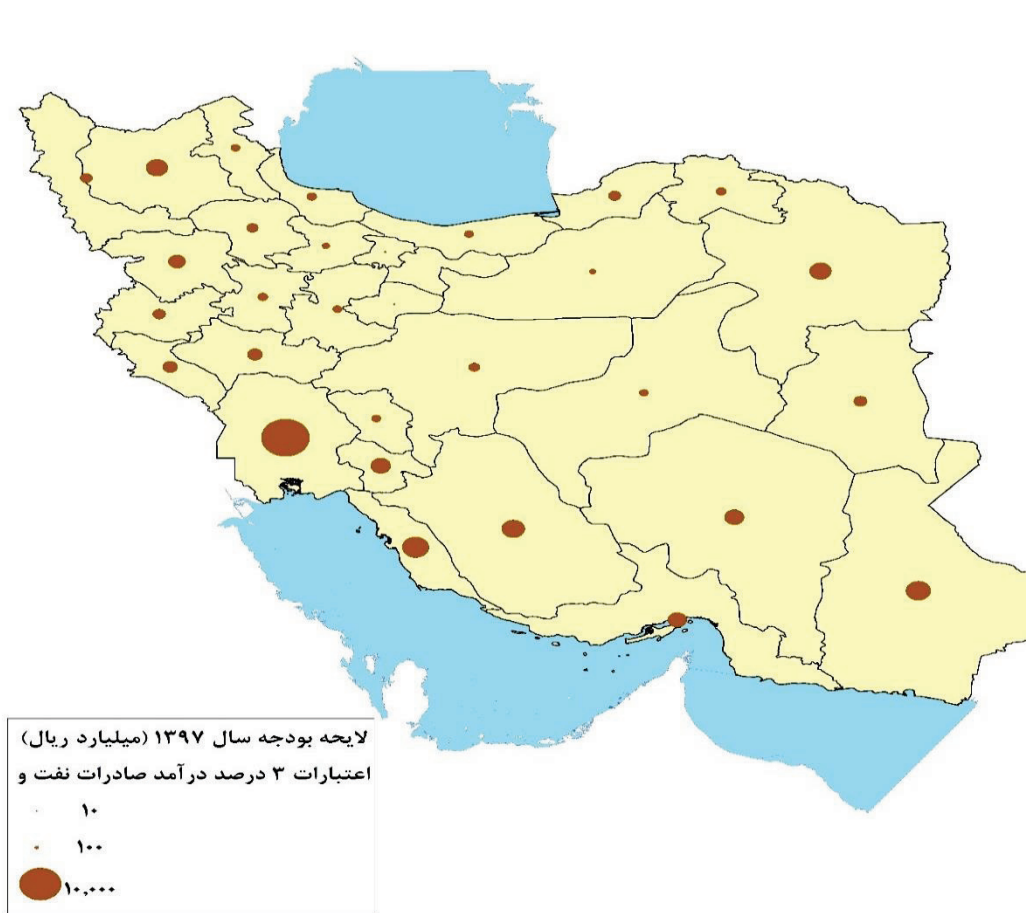 لایحه بودجه سال ۱۳۹۷ (میلیارد ریال)
اعتبارات ۳ درصد درآمد صادرات نفت و
۱۰
۱۰۰
۱۰,۰۰۰